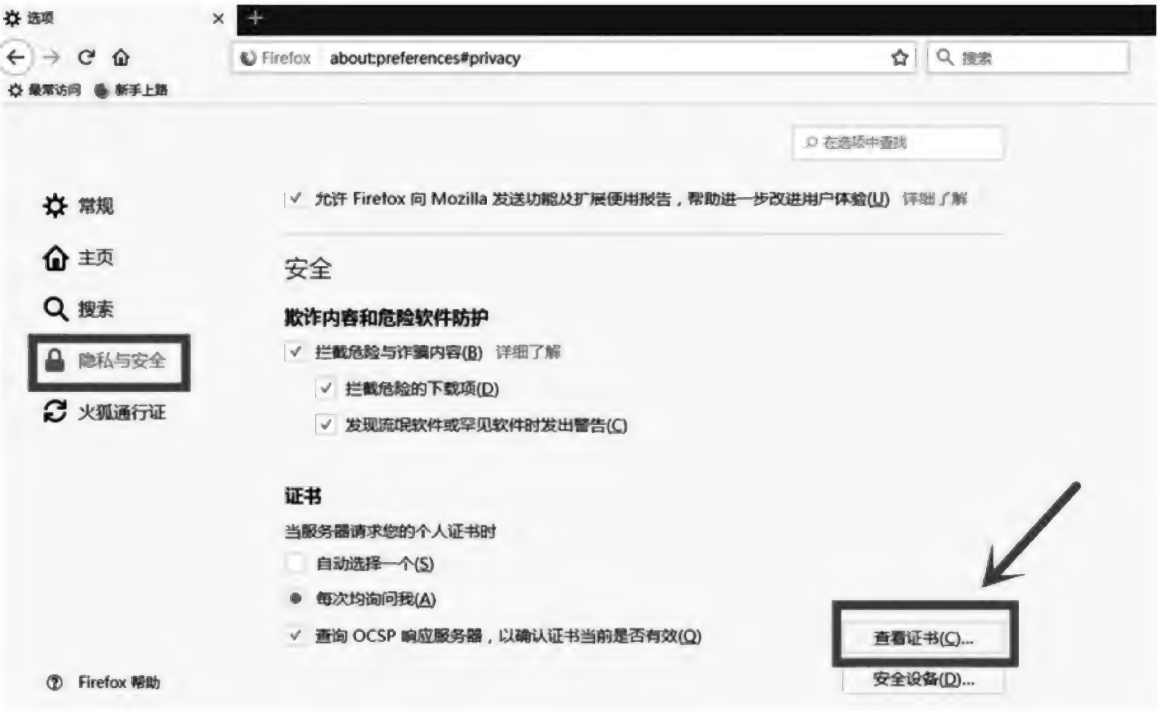 选项
Firefox about:preferences#privacy
搜索
最常访问 新手上路
在选项中查找
允许 Firefox 向 Mozilla 发送功能及扩展使用报告，帮助进一步改进用户体验(U) 详细了解
常规
主页
搜索
隐私与安全
火狐通行证
安全
欺诈内容和危险软件防护
拦截危险与诈骗内容(B) 详细了解
拦截危险的下载项(D)
发现流氓软件或罕见软件时发出警告(C)
证书
当服务器请求您的个人证书时
自动选择一个(S)
每次均询问我(A)
查询 OCSP 响应服务器，以确认证书当前是否有效(Q)
查看证书(C)...
安全设备(D)...
Firefox 帮助